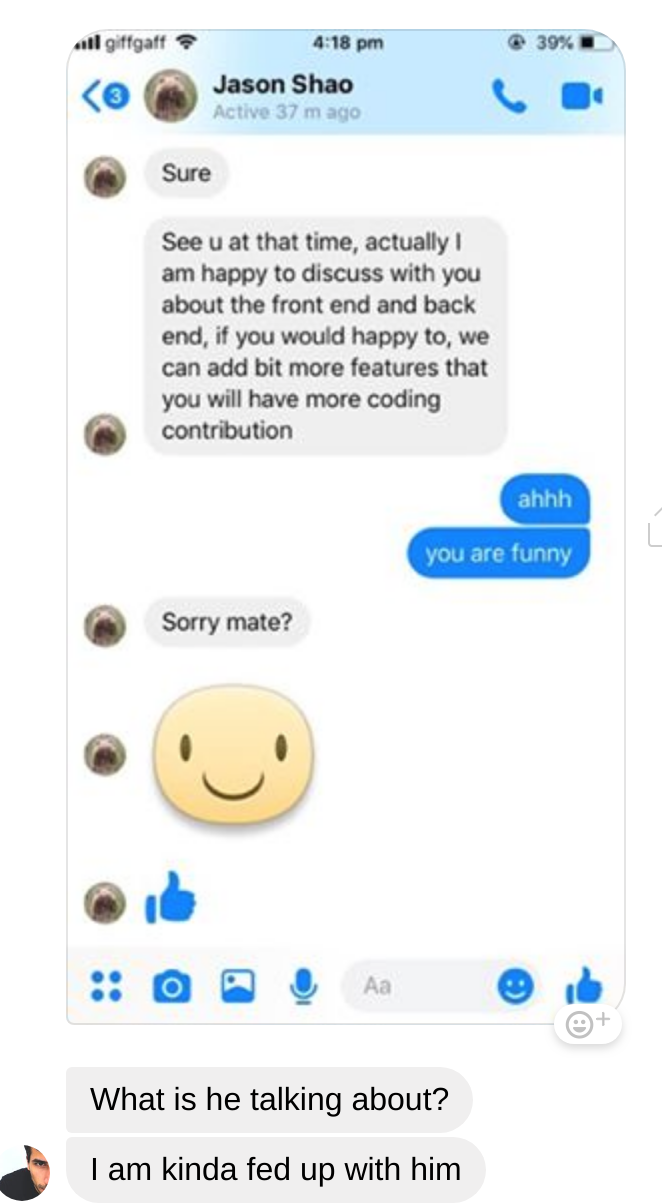 giffgaff 4:18 pm 39%
3 Jason Shao
Active 37 m ago
Sure
See u at that time, actually I
am happy to discuss with you
about the front end and back
end, if you would happy to, we
can add bit more features that
you will have more coding
contribution
ahhh
you are funny
Sorry mate?
Aa
What is he talking about?
I am kinda fed up with him